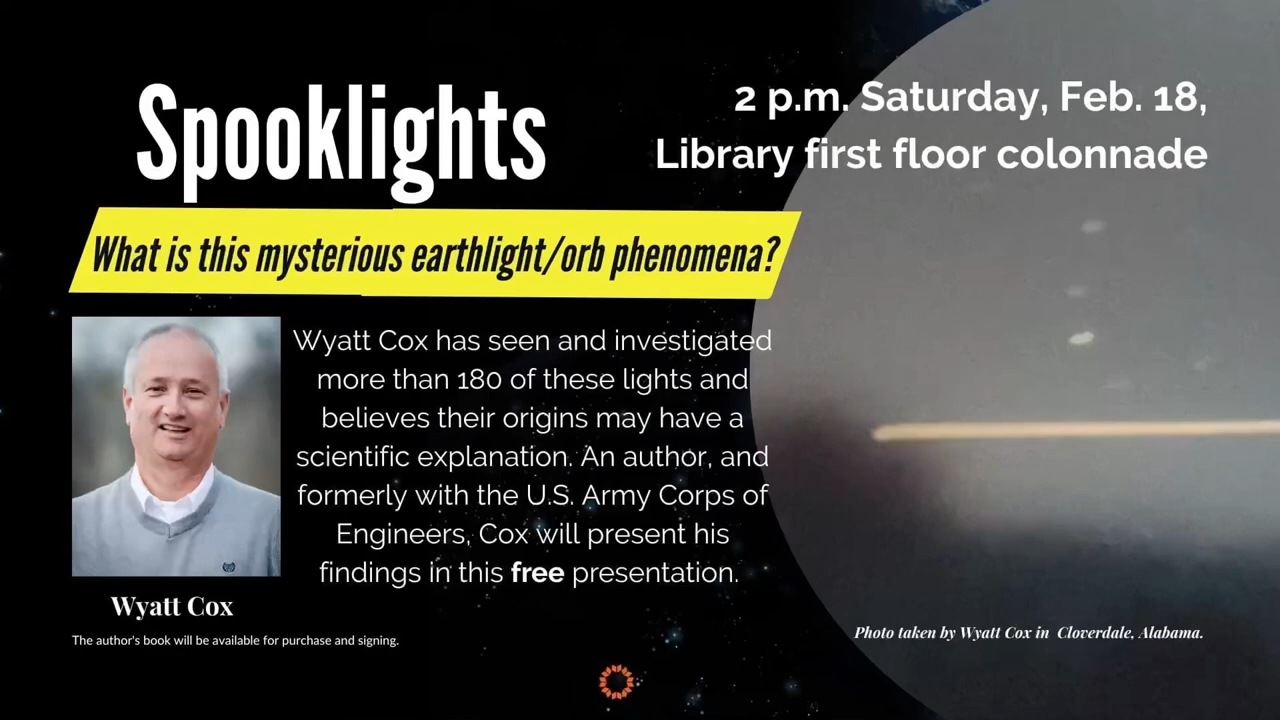 Spooklights
2 p.m. Saturday, Feb. 18,
Library first floor colonnade
What is this mysterious earthlight/orb phenomena?
Wyatt Cox has seen and investigated
more than 180 of these lights and
believes their origins may have a
scientific explanation. An author, and
formerly with the U.S. Army Corps of
Engineers, Cox will present his
findings in this free presentation.
Wyatt Cox
The author's book will be available for purchase and signing.
Photo taken by Wyatt Cox in Cloverdale, Alabama.